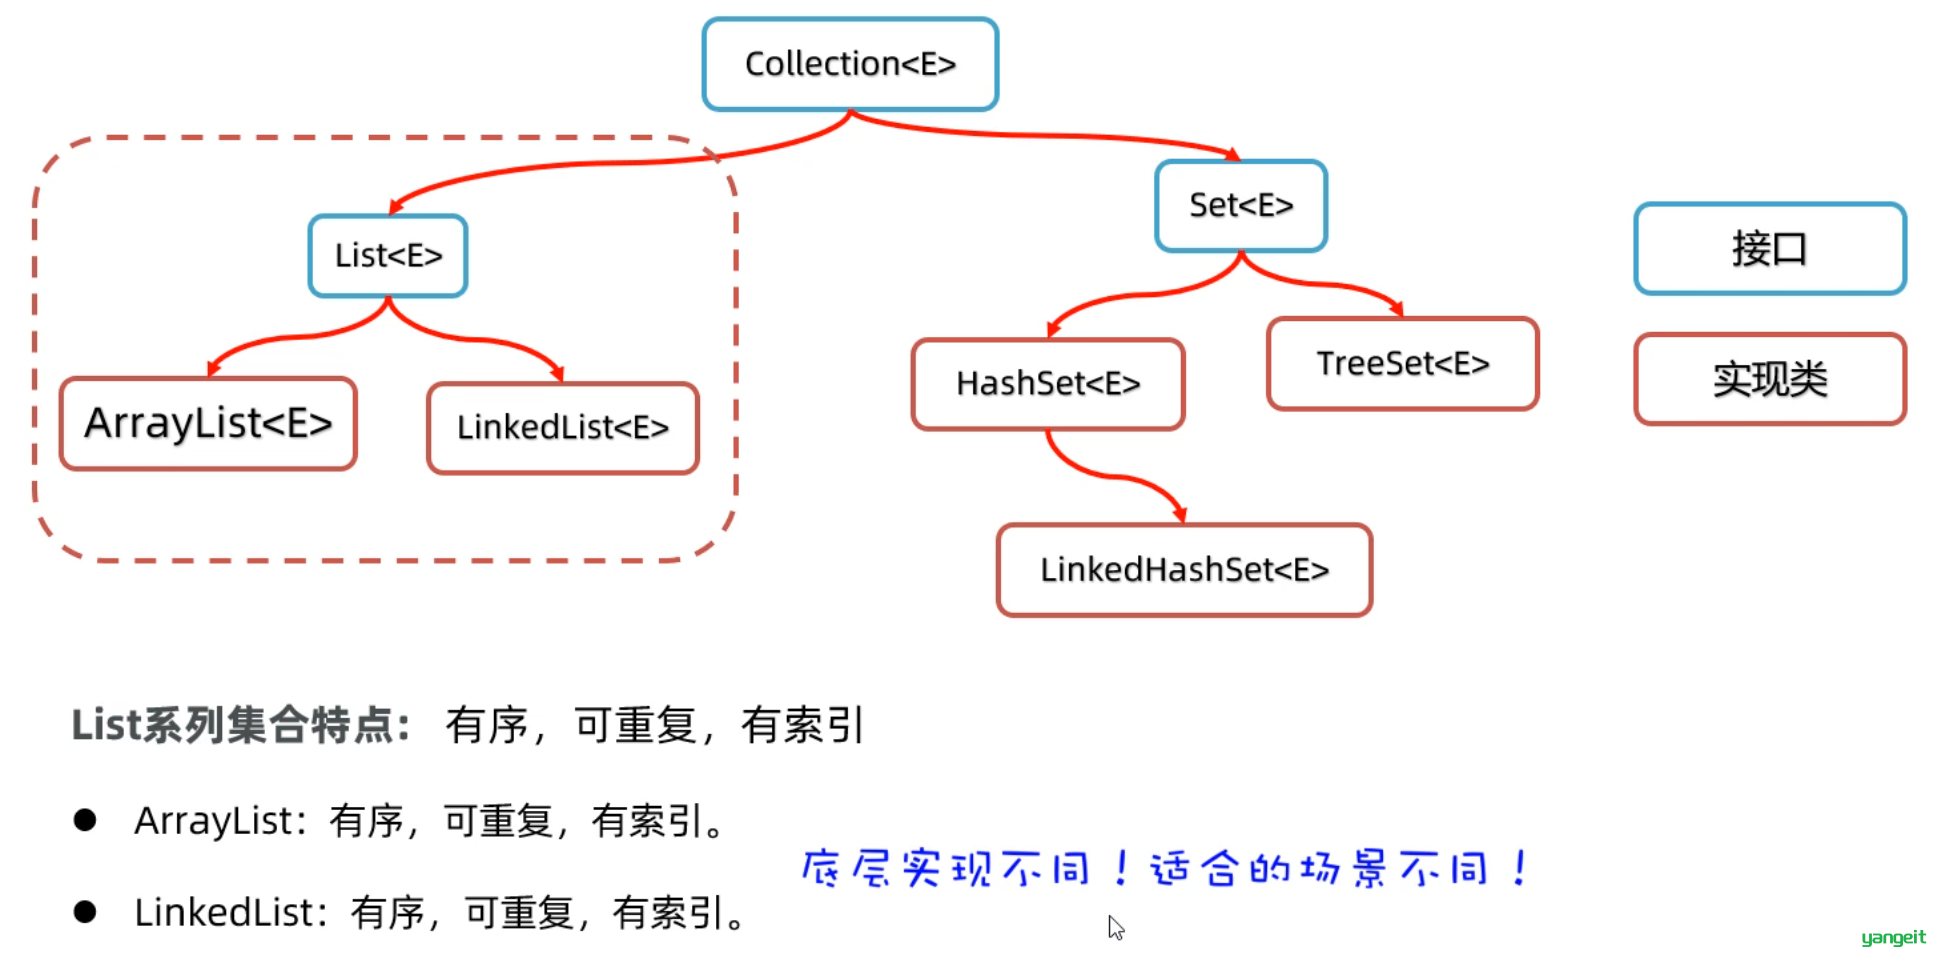 Collection<E>
List<E>
Set<E>
接口
ArrayList<E>
LinkedList<E>
HashSet<E>
TreeSet<E>
实现类
LinkedHashSet<E>
List系列集合特点： 有序，可重复，有索引
● ArrayList：有序，可重复，有索引。
底层实现不同！适合的场景不同！
● LinkedList：有序，可重复，有索引。
yangeit